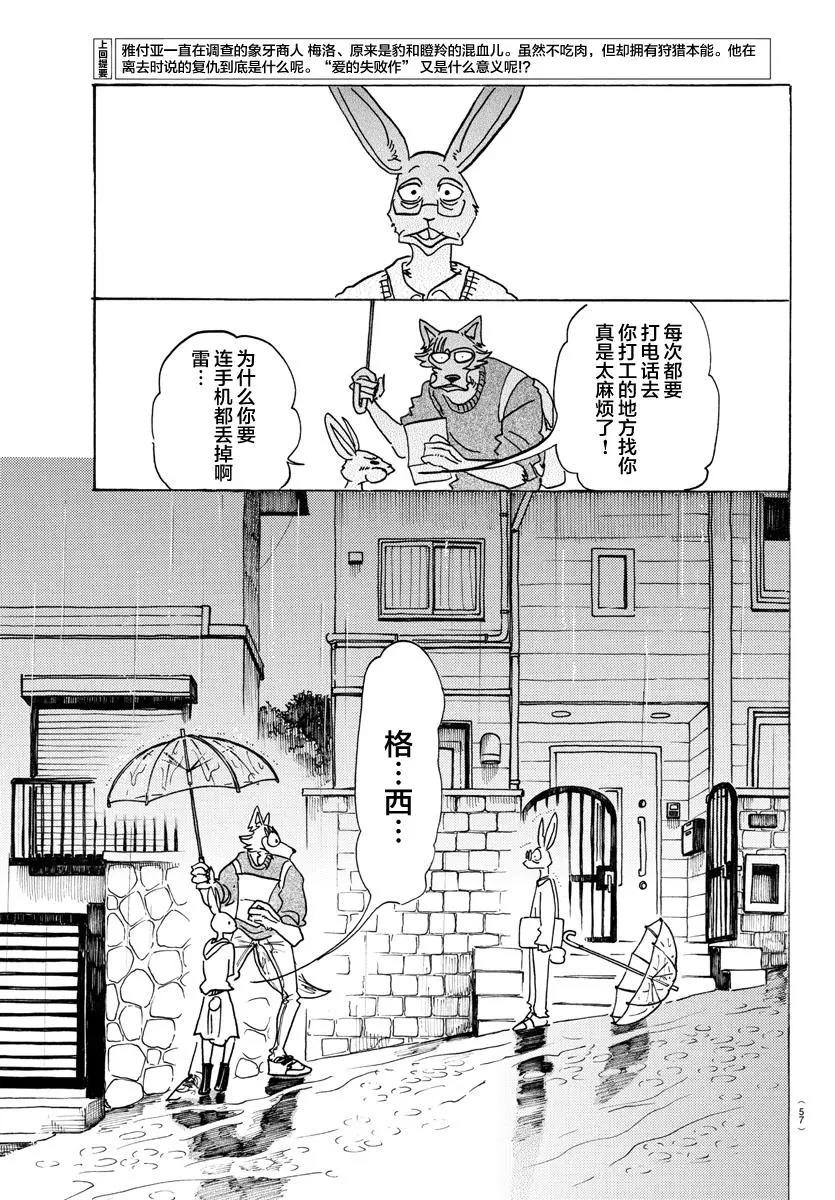 上回提要
雅付亚一直在调查的象牙商人 梅洛、原来是豹和瞪羚的混血儿。虽然不吃肉，但却拥有狩猎本能。他在
离去时说的复仇到底是什么呢。“爱的失败作” 又是什么意义呢!?
每次都要
打电话去
你打工的地方找你
真是太麻烦了！
为什么你要
连手机都丢掉啊
雷…
格…西…
（57）